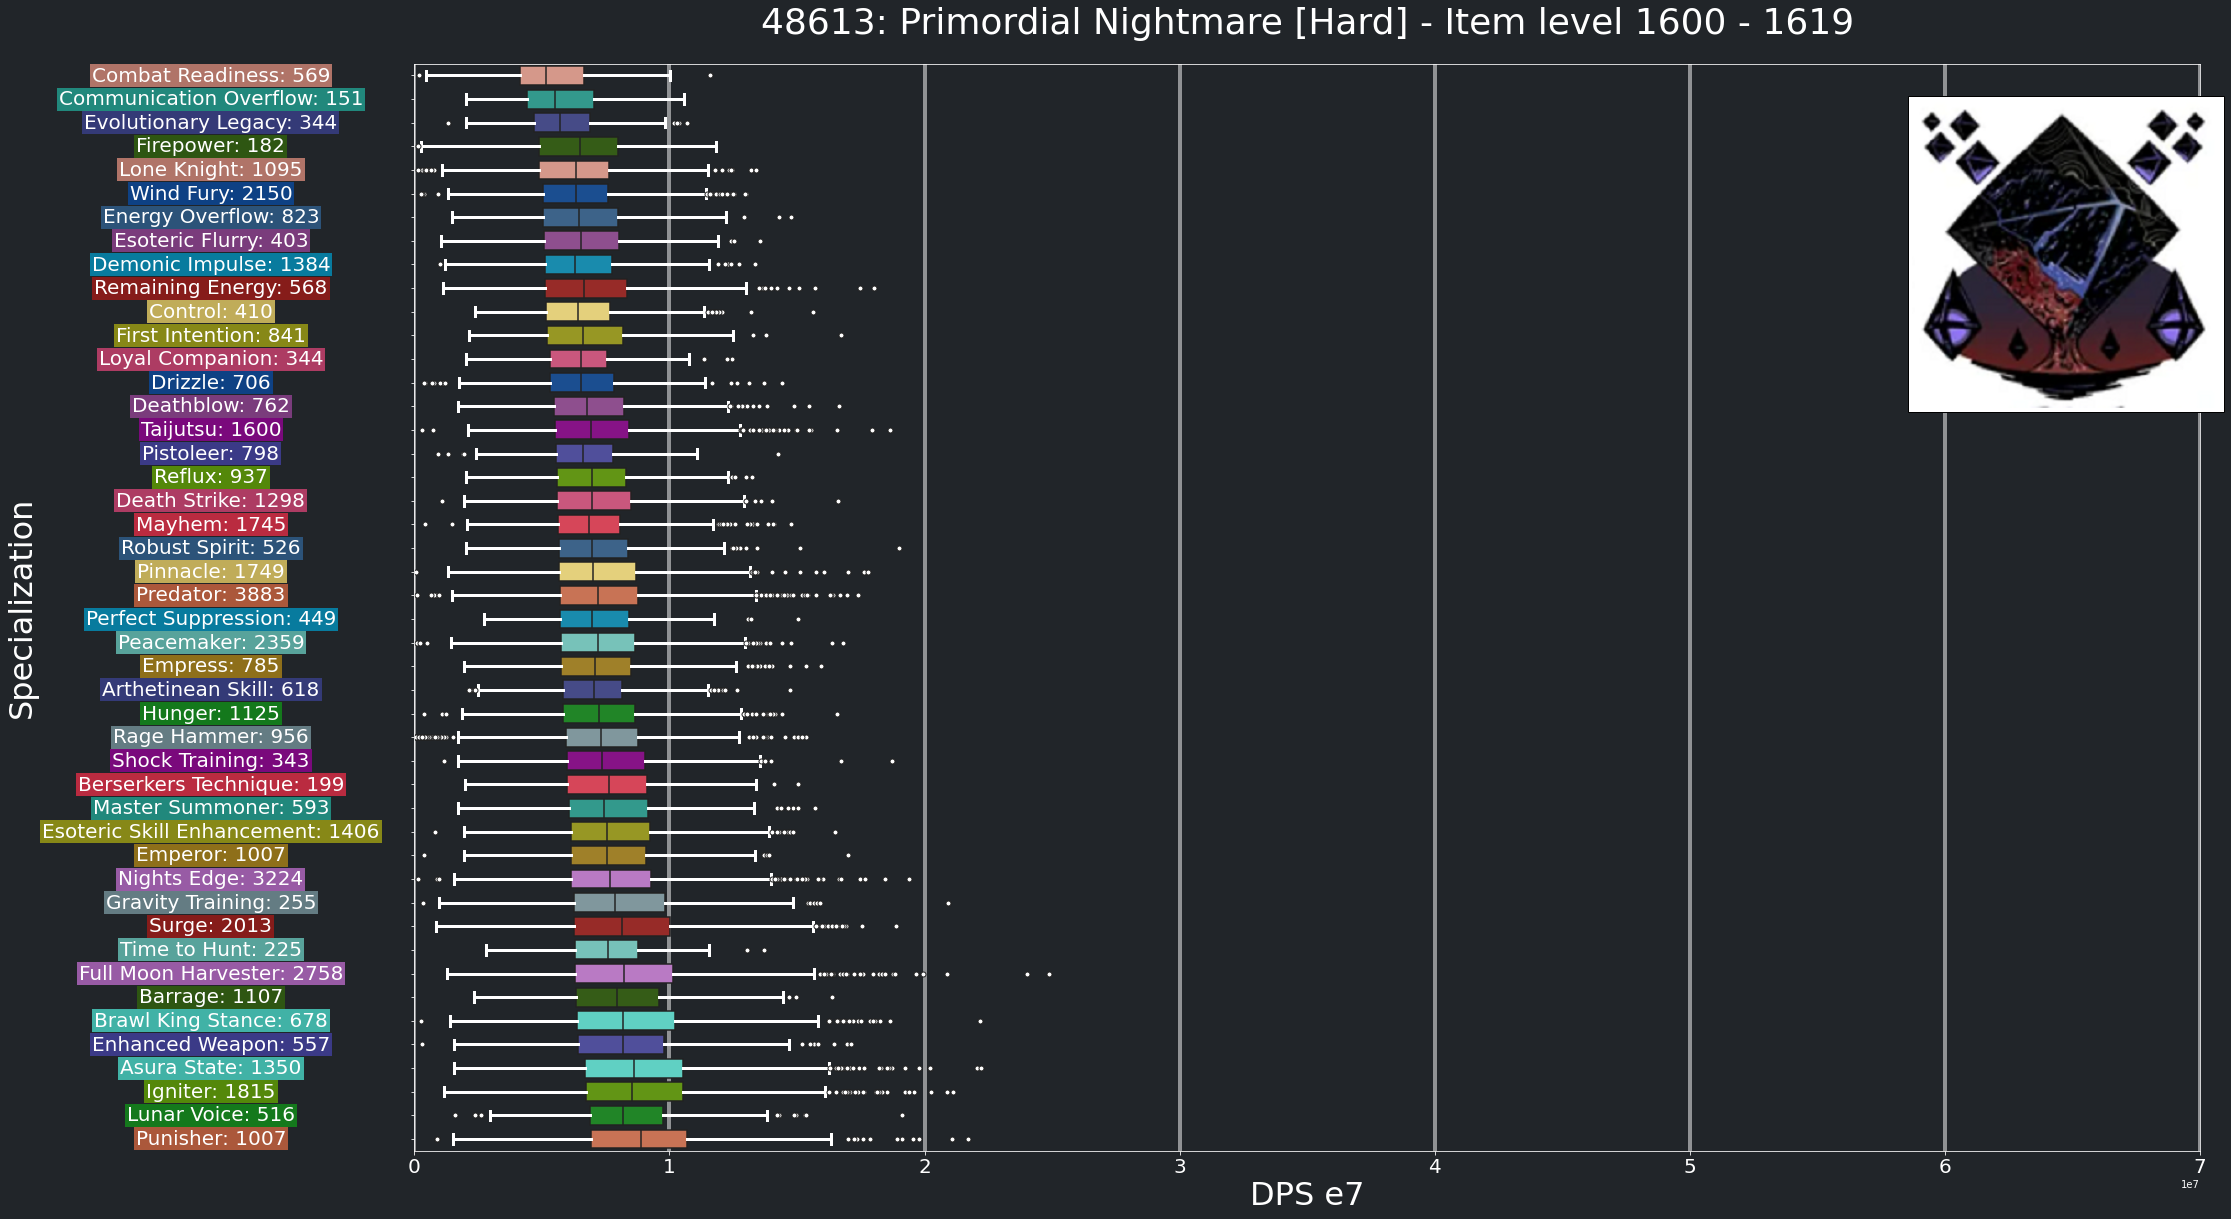 48613: Primordial Nightmare [Hard] - Item level 1600 - 1619
Combat Readiness: 569
Communication Overflow: 151
Evolutionary Legacy: 344
Firepower: 182
Lone Knight: 1095
Wind Fury: 2150
Energy Overflow: 823
Esoteric Flurry: 403
Demonic Impulse: 1384
Remaining Energy: 568
Control: 410
First Intention: 841
Loyal Companion: 344
Drizzle: 706
Deathblow: 762
Taijutsu: 1600
Pistoleer: 798
Reflux: 937
Death Strike: 1298
Mayhem: 1745
Robust Spirit: 526
Pinnacle: 1749
Predator: 3883
Perfect Suppression: 449
Peacemaker: 2359
Empress: 785
Arthetinean Skill: 618
Hunger: 1125
Rage Hammer: 956
Shock Training: 343
Berserkers Technique: 199
Master Summoner: 593
Esoteric Skill Enhancement: 1406
Emperor: 1007
Nights Edge: 3224
Gravity Training: 255
Surge: 2013
Time to Hunt: 225
Full Moon Harvester: 2758
Barrage: 1107
Brawl King Stance: 678
Enhanced Weapon: 557
Asura State: 1350
Igniter: 1815
Lunar Voice: 516
Punisher: 1007
Specialization
0 1 2 3 4 5 6 7
1e7
DPS e7